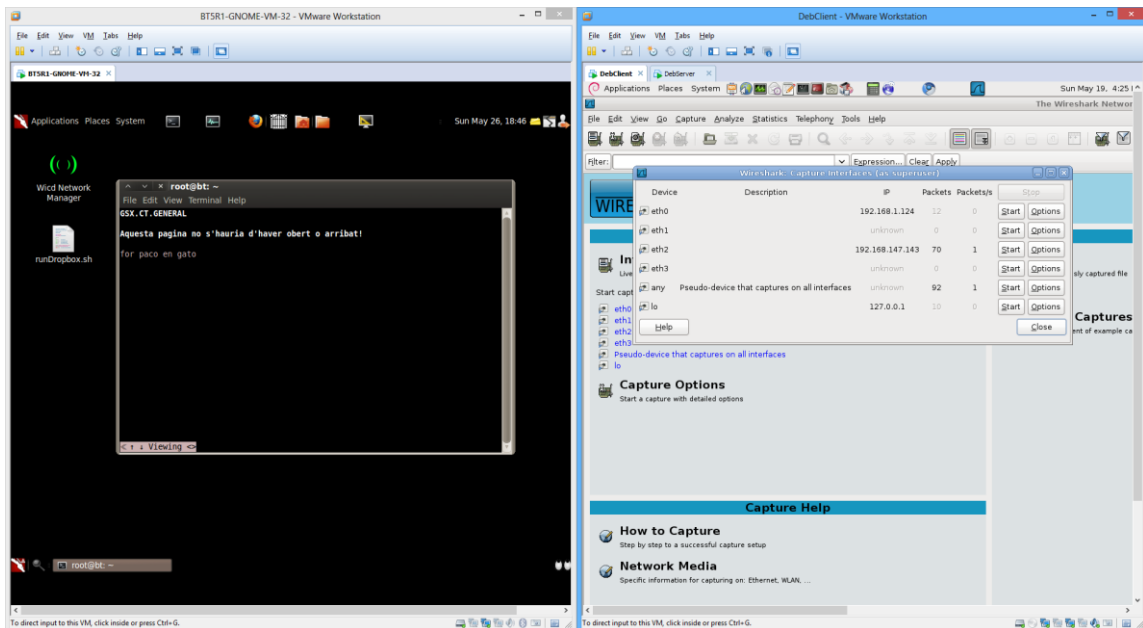 BT5R1-GNOME-VM-32 - VMware Workstation
File Edit View VM Tabs Help
BT5R1-GNOME-VM-32 ×
Applications Places System
Sun May 26, 18:46
Wicd Network
Manager
runDropbox.sh
root@bt: ~
File Edit View Terminal Help
GSX.CT.GENERAL
Aquesta pagina no s'hauria d'haver obert o arribat!
for paco en gato
< ↑ ↓ Viewing <>
root@bt: ~
To direct input to this VM, click inside or press Ctrl+G.
DebClient - VMware Workstation
File Edit View VM Tabs Help
DebClient × DebServer ×
Applications Places System
Sun May 19, 4:25
The Wireshark Networ
File Edit View Go Capture Analyze Statistics Telephony Tools Help
Filter: Expression... Clear Apply
WIRE
Wireshark: Capture Interfaces (as superuser)
Device Description IP Packets Packets/s Stop
eth0 192.168.1.124 12 0 Start Options
eth1 unknown 0 0 Start Options
eth2 192.168.147.143 70 1 Start Options
eth3 unknown 0 0 Start Options
any Pseudo-device that captures on all interfaces unknown 92 1 Start Options
lo 127.0.0.1 10 0 Start Options
Help Close
In
Live
Start capt
eth0
eth1
eth2
eth3
Pseudo-device that captures on all interfaces
lo
Capture Options
Start a capture with detailed options
sly captured file
Captures
ent of example ca
Capture Help
How to Capture
Step by step to a successful capture setup
Network Media
Specific information for capturing on: Ethernet, WLAN, ...
To direct input to this VM, click inside or press Ctrl+G.